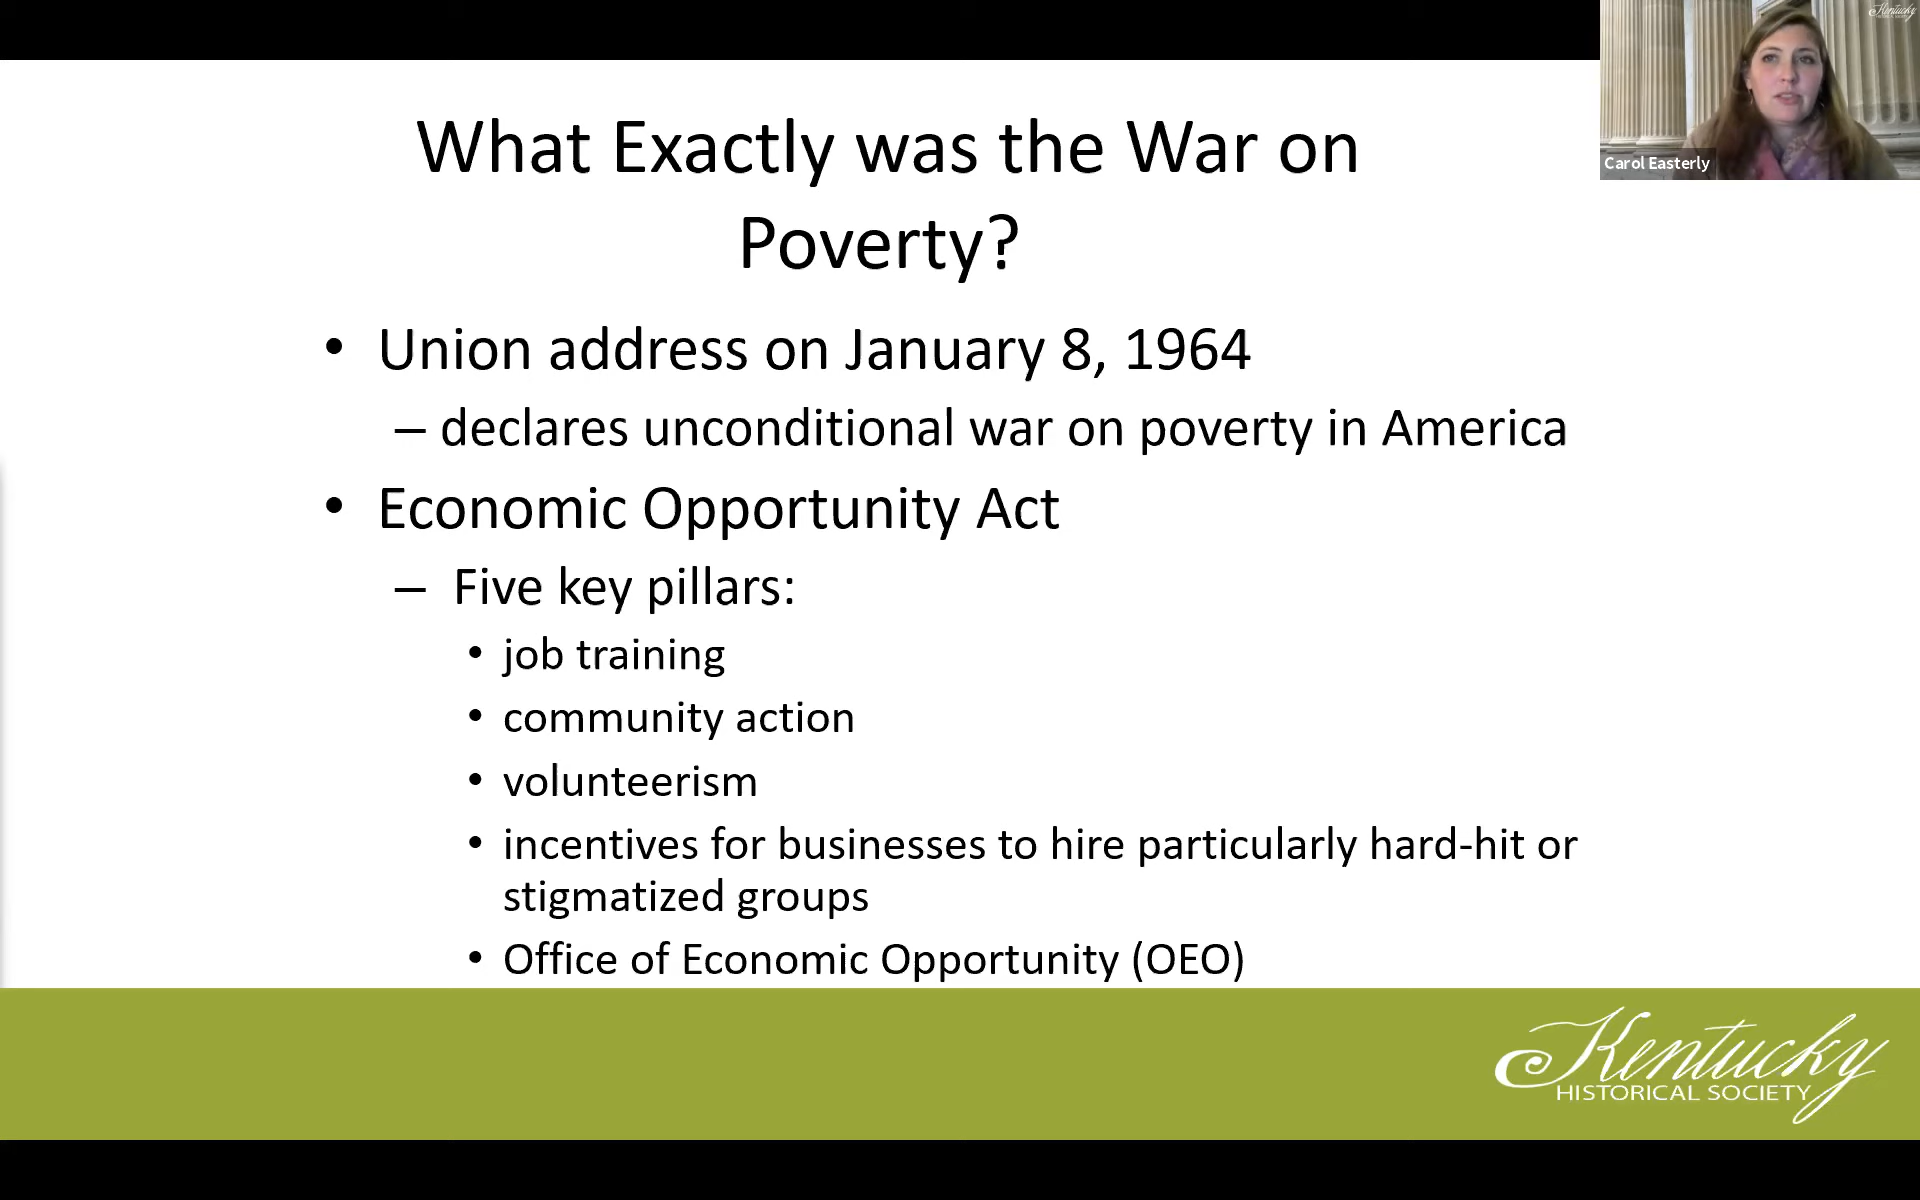 What Exactly was the War on
Poverty?
• Union address on January 8, 1964
– declares unconditional war on poverty in America
• Economic Opportunity Act
– Five key pillars:
• job training
• community action
• volunteerism
• incentives for businesses to hire particularly hard-hit or
stigmatized groups
• Office of Economic Opportunity (OEO)
Kentucky
Carol Easterly
Kentucky
HISTORICAL SOCIETY